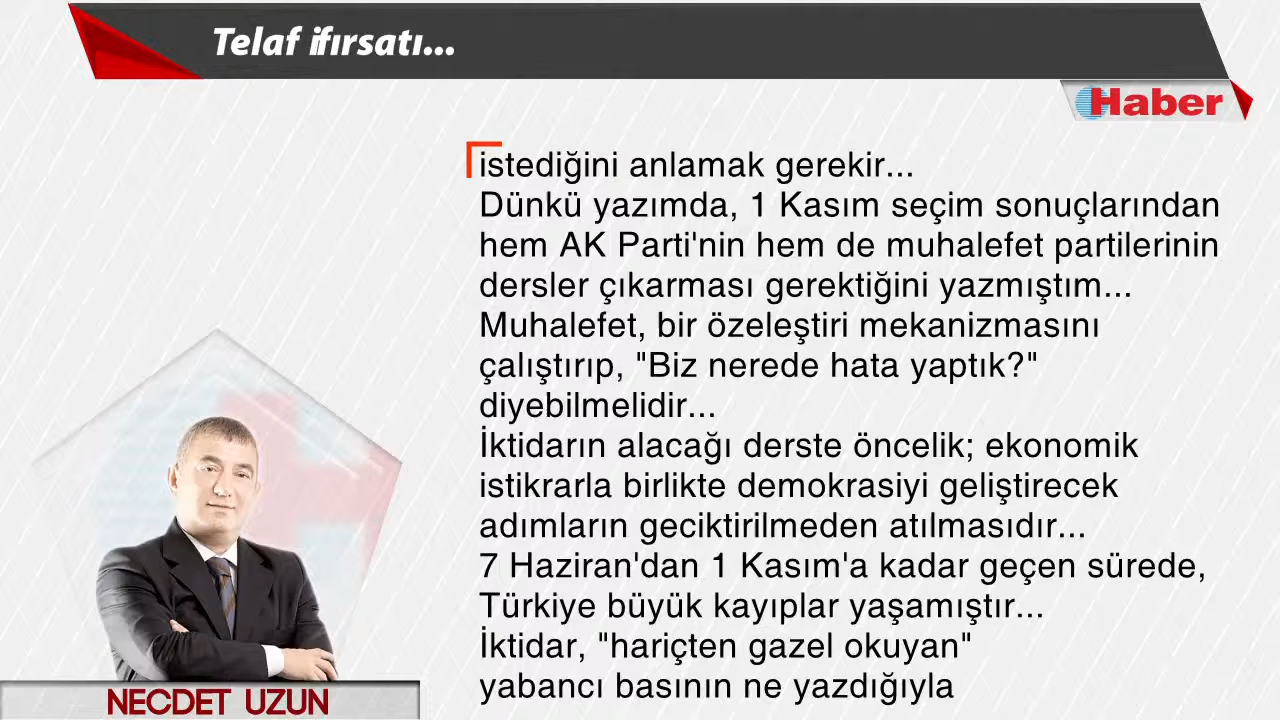 Telaf ifırsatı...
Haber
istediğini anlamak gerekir...
Dünkü yazımda, 1 Kasım seçim sonuçlarından
hem AK Parti'nin hem de muhalefet partilerinin
dersler çıkarması gerektiğini yazmıştım...
Muhalefet, bir özeleştiri mekanizmasını
çalıştırıp, "Biz nerede hata yaptık?"
diyebilmelidir...
İktidarın alacağı derste öncelik; ekonomik
istikrarla birlikte demokrasiyi geliştirecek
adımların geciktirilmeden atılmasıdır...
7 Haziran'dan 1 Kasım'a kadar geçen sürede,
Türkiye büyük kayıplar yaşamıştır...
İktidar, "hariçten gazel okuyan"
yabancı basının ne yazdığıyla
NECDET UZUN